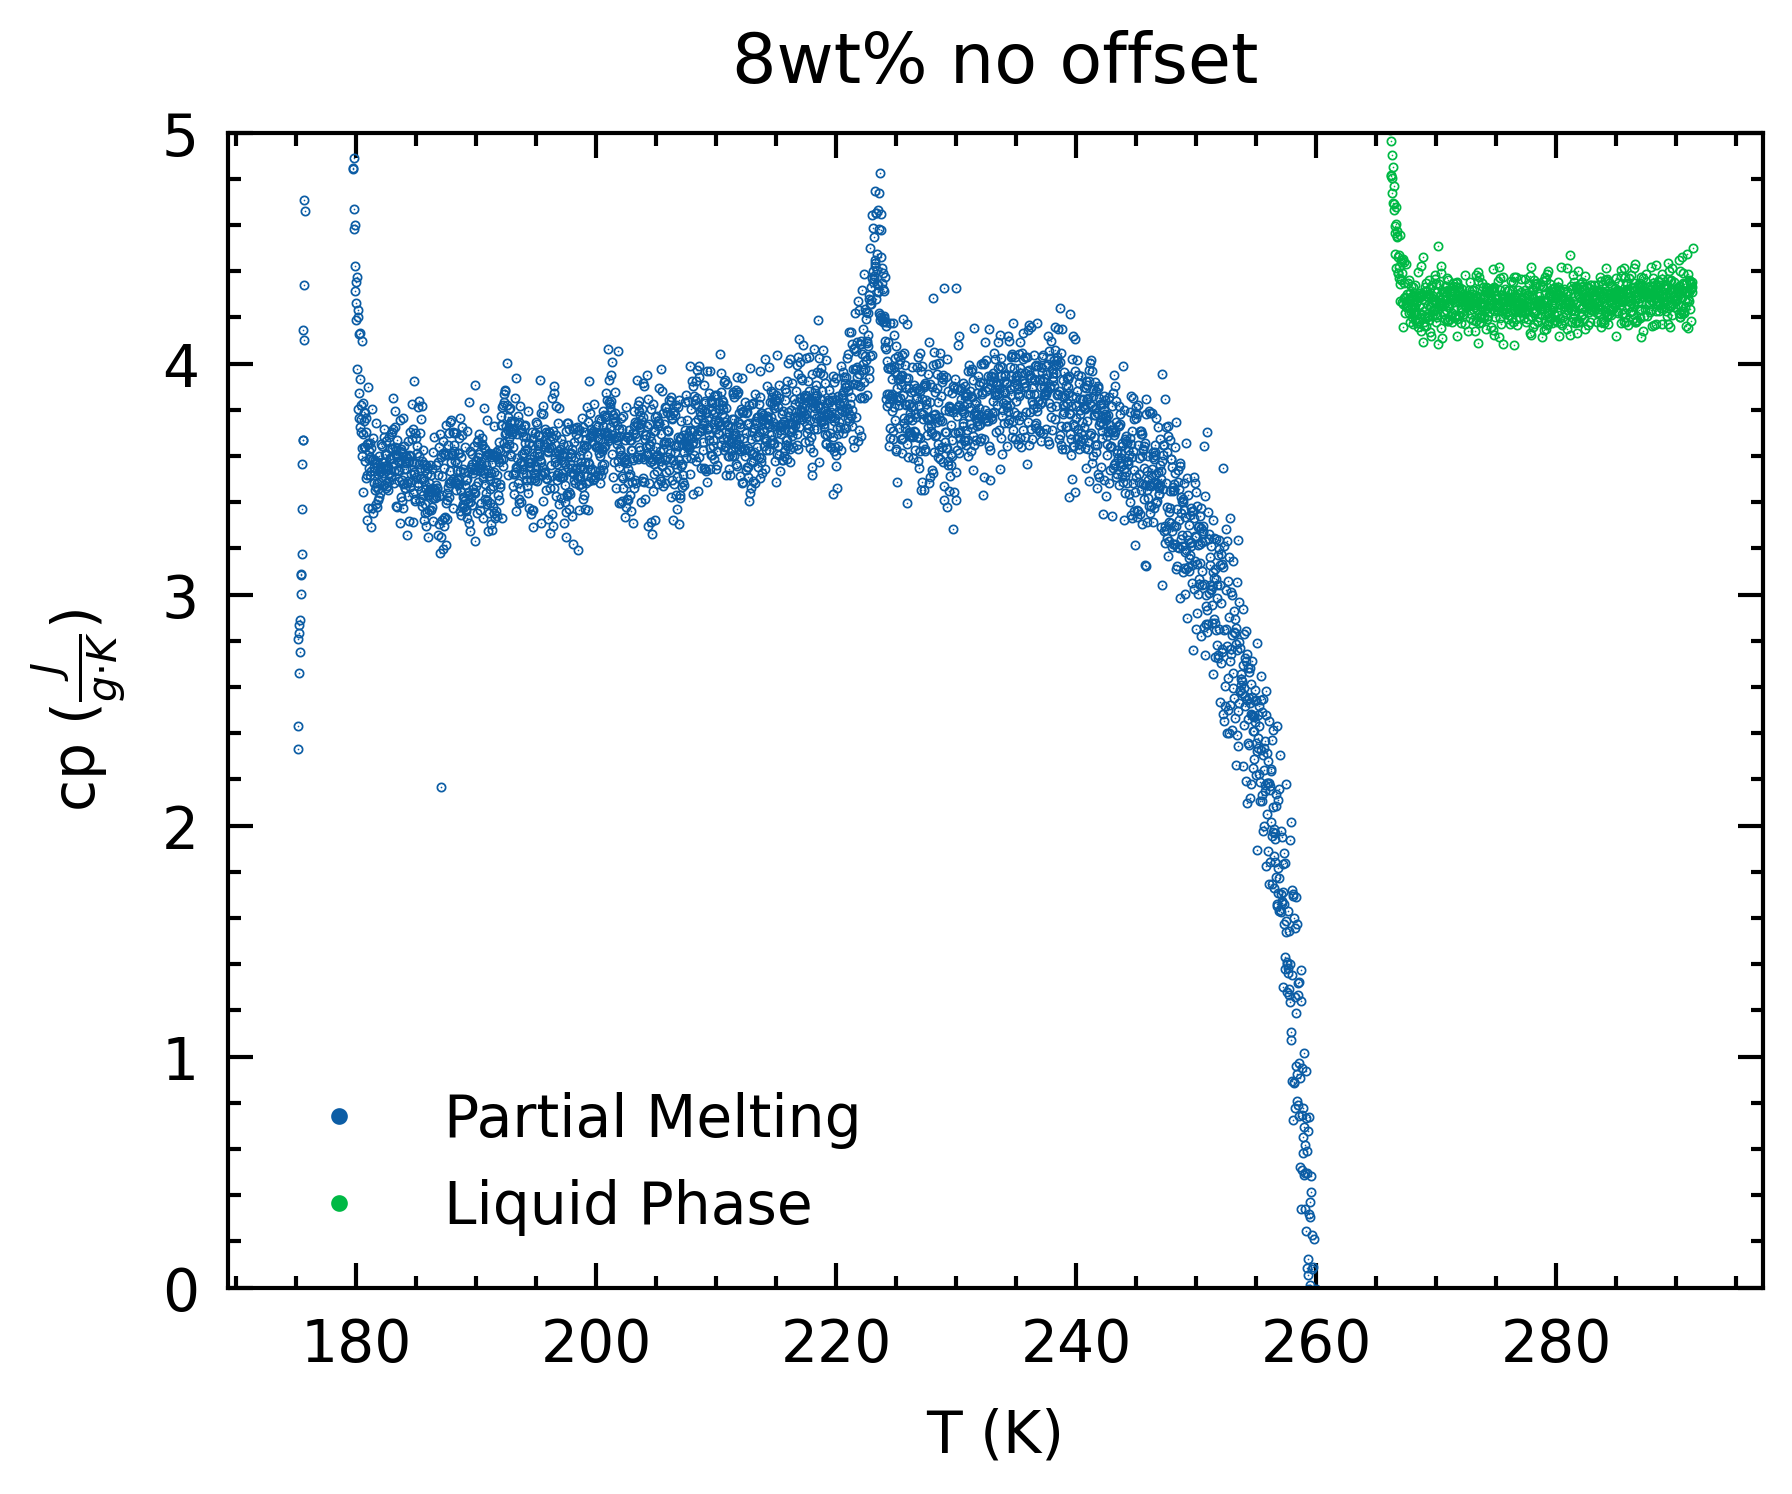 8wt% no offset
5
4
3
2
1
0
cp (J/g·K)
Partial Melting
Liquid Phase
180 200 220 240 260 280
T (K)